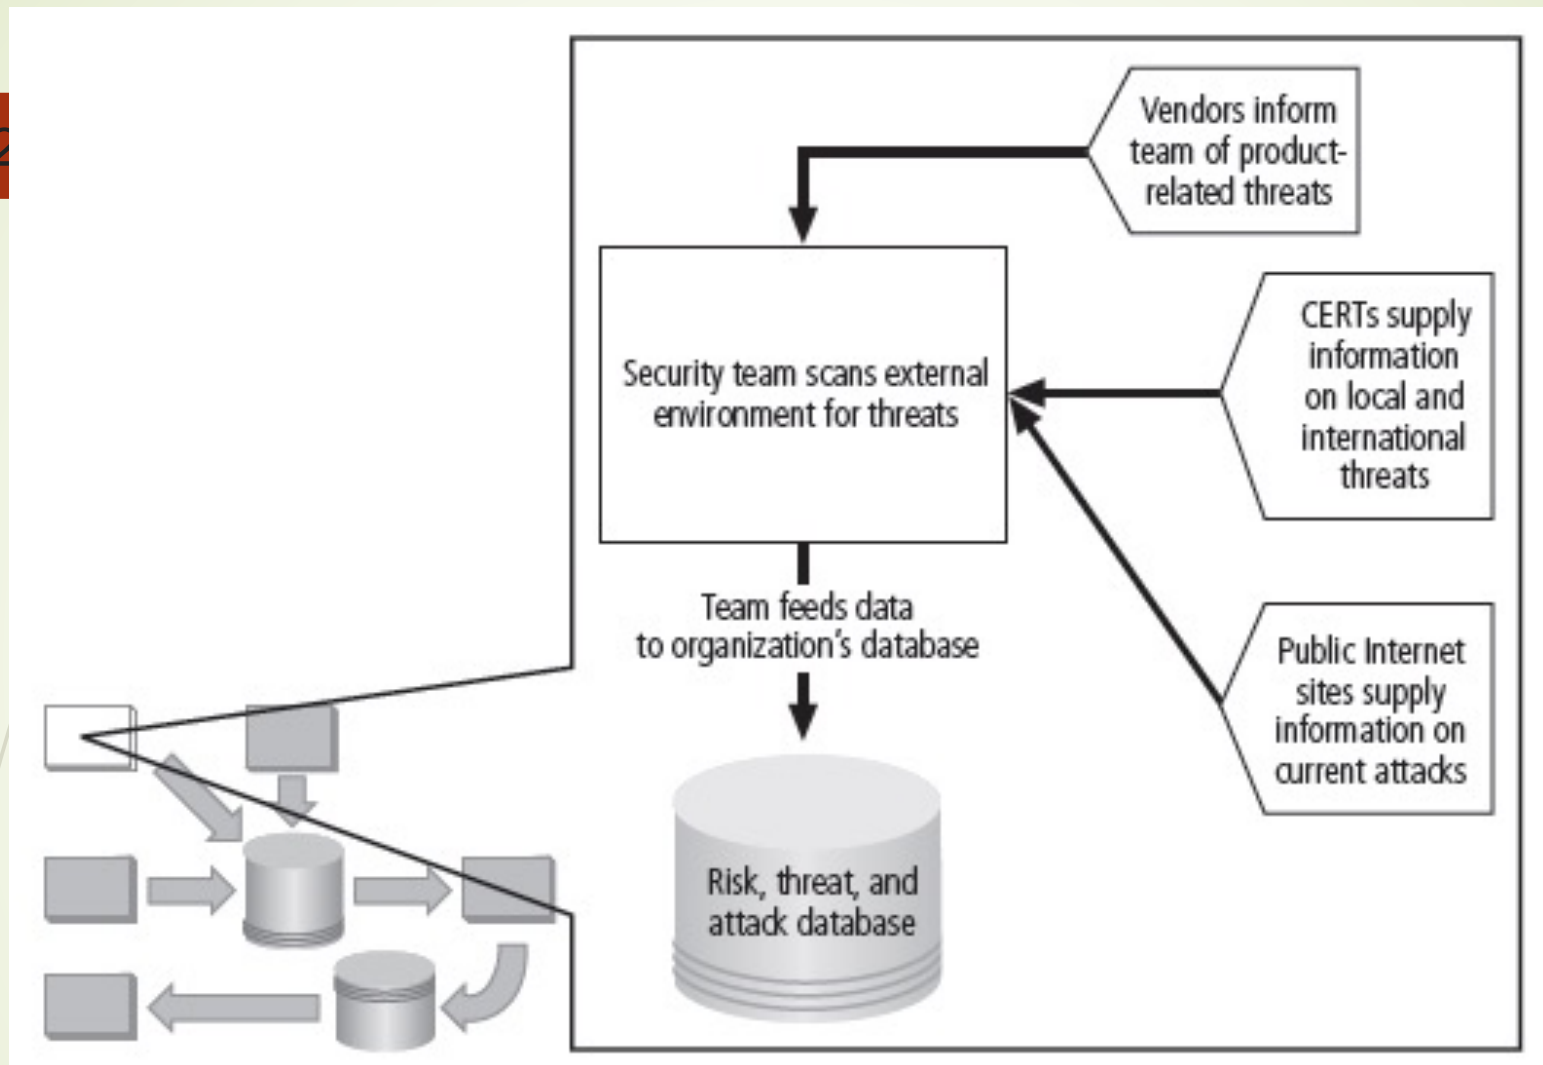 2
Vendors inform
team of product-
related threats
Security team scans external
environment for threats
CERTs supply
information
on local and
international
threats
Team feeds data
to organization's database
Public Internet
sites supply
information on
current attacks
Risk, threat, and
attack database